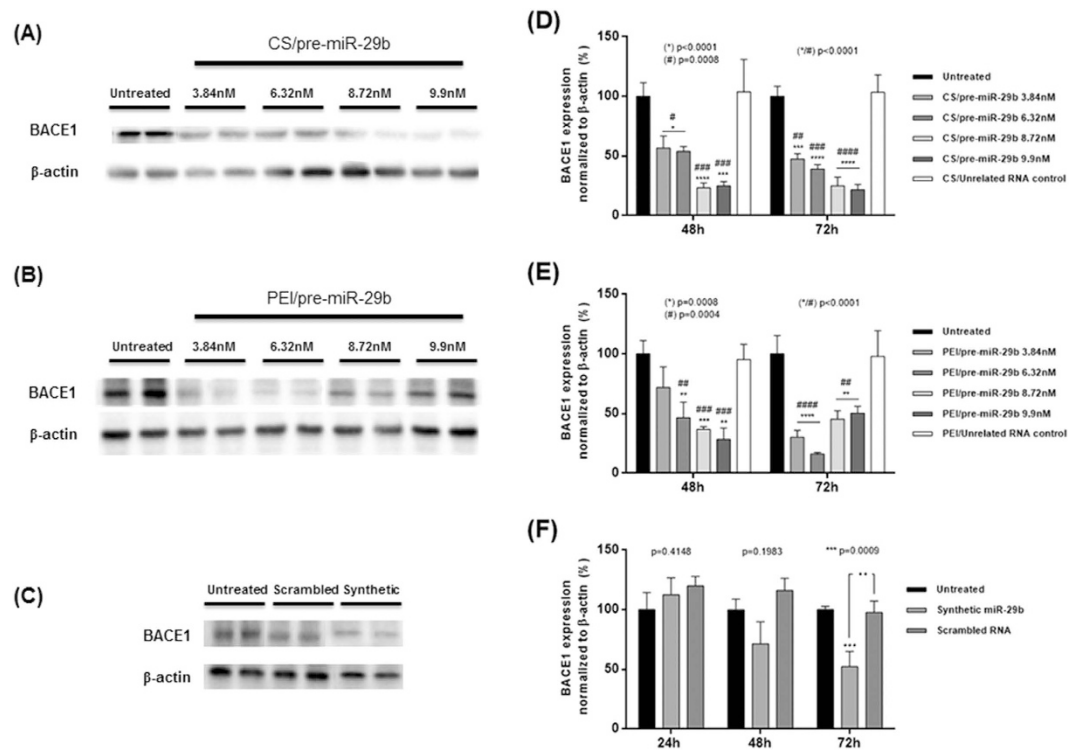 (A)
CS/pre-miR-29b
Untreated 3.84nM 6.32nM 8.72nM 9.9nM
BACE1
β-actin
(B)
PEI/pre-miR-29b
Untreated 3.84nM 6.32nM 8.72nM 9.9nM
BACE1
β-actin
(C)
Untreated Scrambled Synthetic
BACE1
β-actin
(D)
BACE1 expression
normalized to β-actin (%)
150
100
50
0
(*) p<0.0001
(#) p=0.0008
(*/#) p<0.0001
#
*
###
****
###
***
##
***
###
****
####
****
48h 72h
Untreated
CS/pre-miR-29b 3.84nM
CS/pre-miR-29b 6.32nM
CS/pre-miR-29b 8.72nM
CS/pre-miR-29b 9.9nM
CS/Unrelated RNA control
(E)
BACE1 expression
normalized to β-actin (%)
150
100
50
0
(*) p=0.0008
(#) p=0.0004
(*/#) p<0.0001
##
**
###
***
###
**
####
****
##
**
48h 72h
Untreated
PEI/pre-miR-29b 3.84nM
PEI/pre-miR-29b 6.32nM
PEI/pre-miR-29b 8.72nM
PEI/pre-miR-29b 9.9nM
PEI/Unrelated RNA control
(F)
BACE1 expression
normalized to β-actin (%)
150
100
50
0
p=0.4148 p=0.1983 *** p=0.0009
**
***
24h 48h 72h
Untreated
Synthetic miR-29b
Scrambled RNA